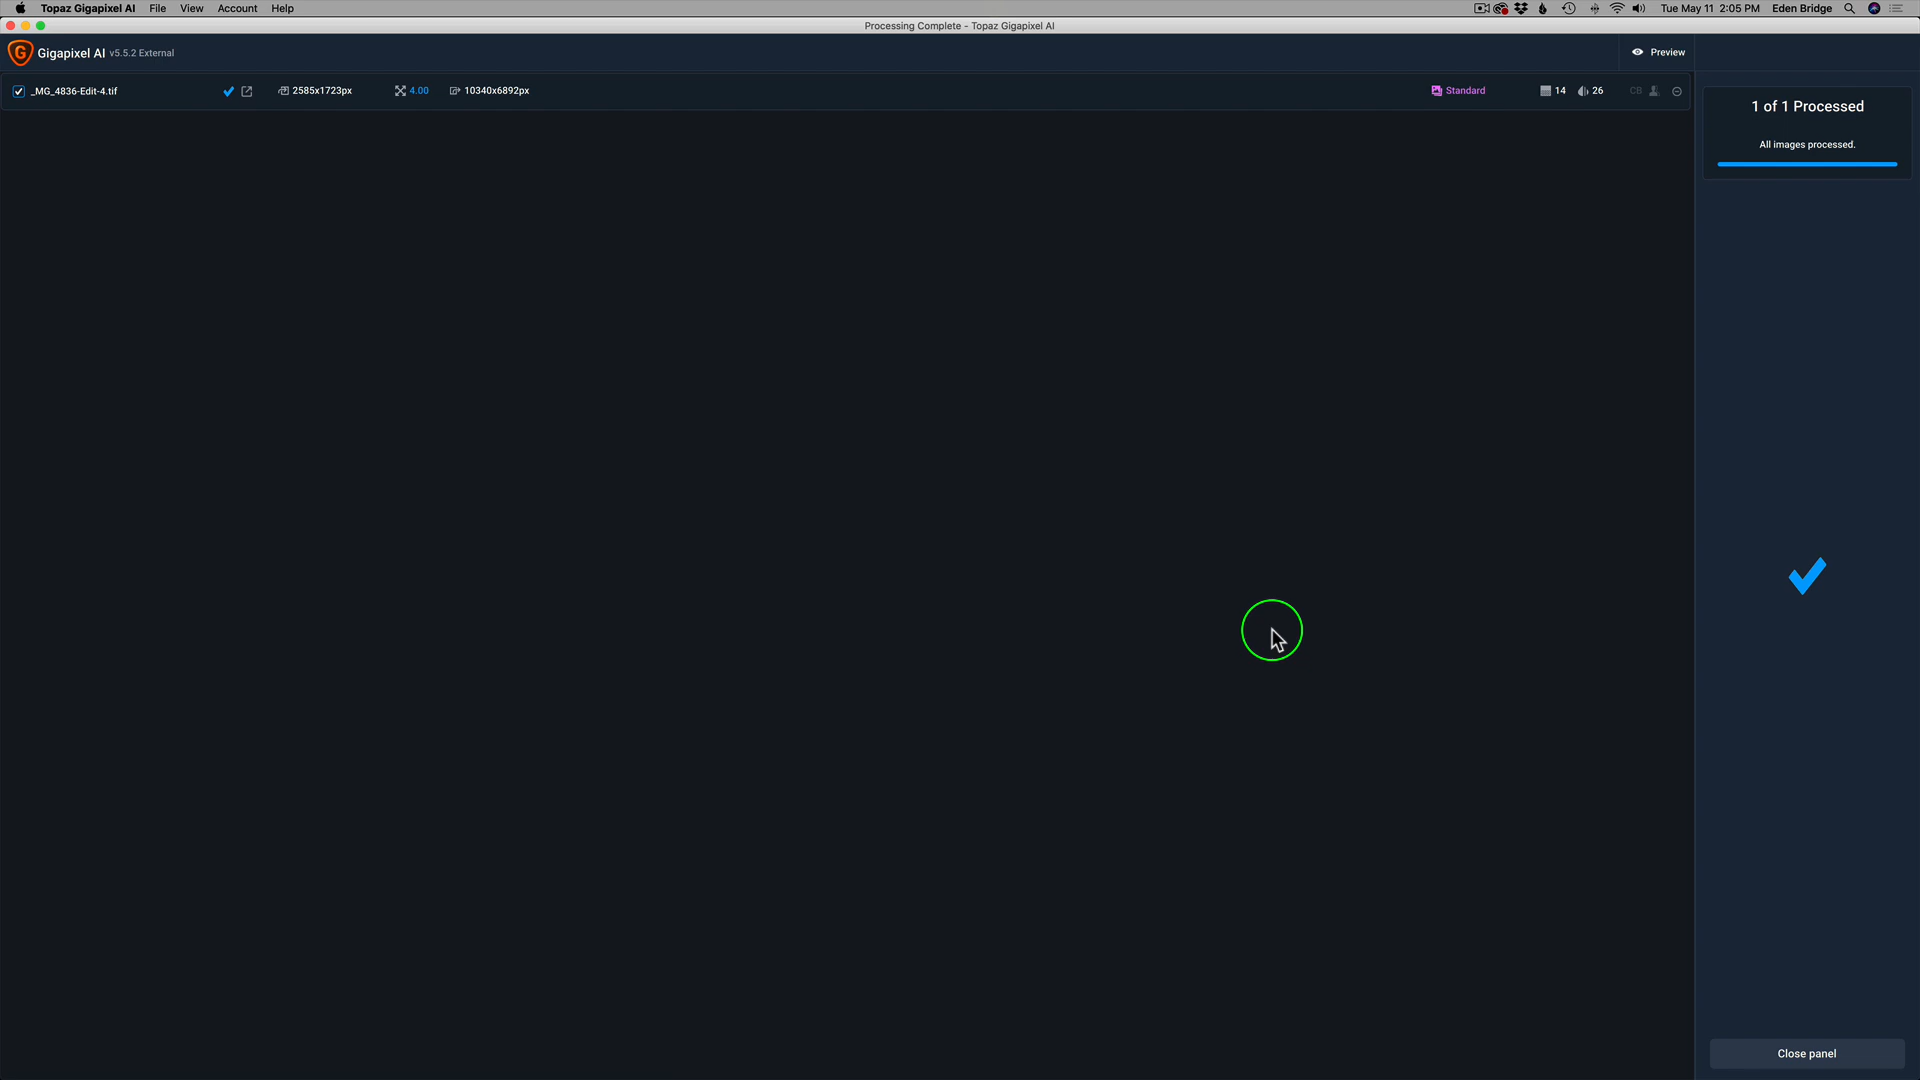 Topaz Gigapixel AI File View Account Help Tue May 11 2:05 PM Eden Bridge
Processing Complete - Topaz Gigapixel AI
G Gigapixel AI v5.5.2 External Preview
_MG_4836-Edit-4.tif 2585x1723px 4.00 10340x6892px Standard 14 26 CB
1 of 1 Processed
All images processed.
Close panel